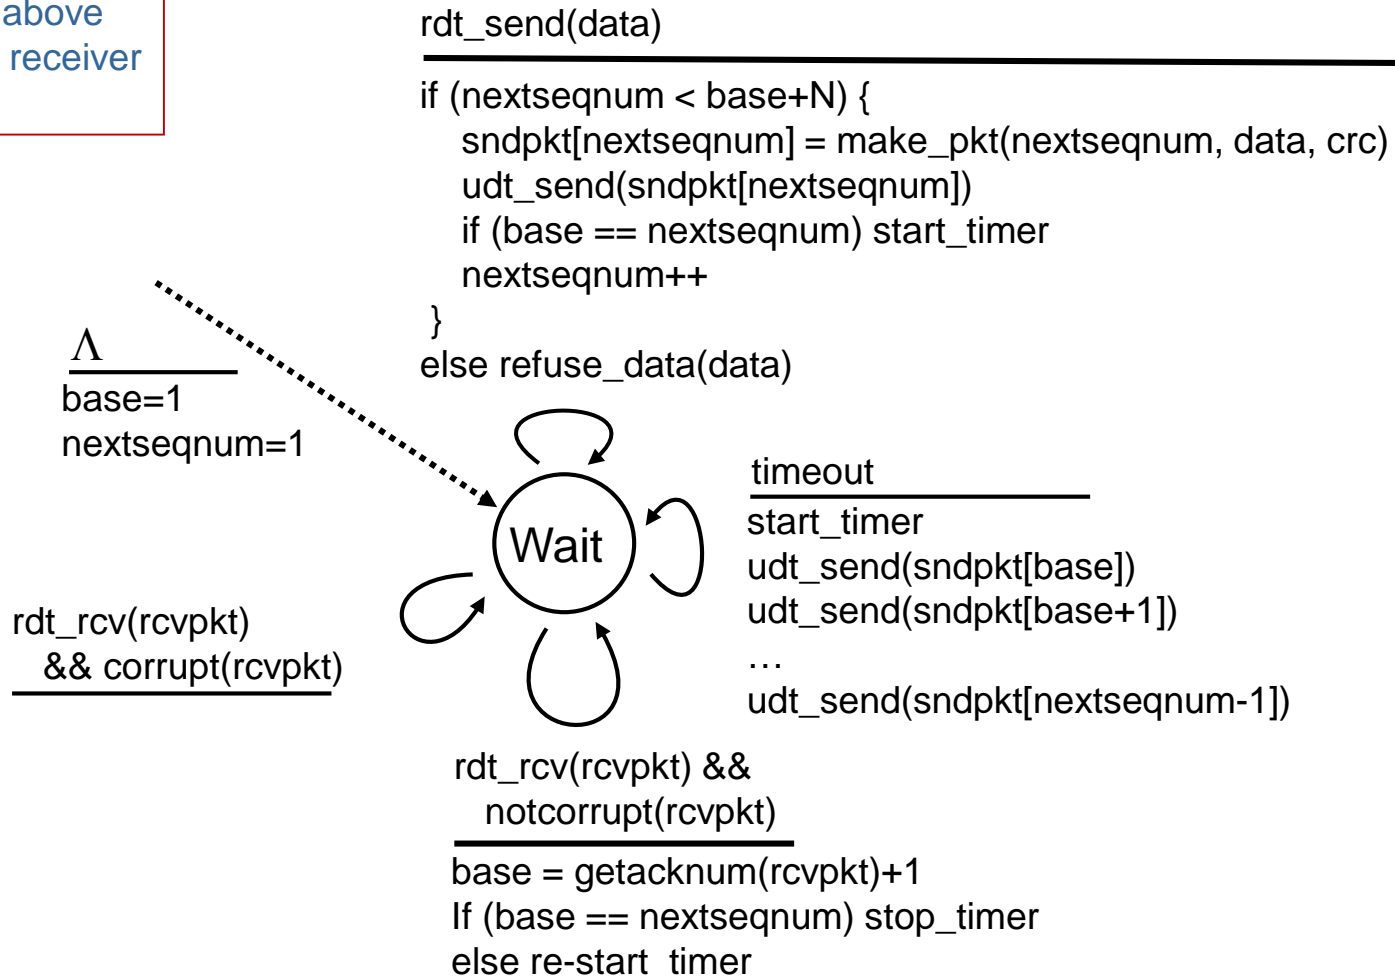 above
receiver
rdt_send(data)
if (nextseqnum < base+N) {
sndpkt[nextseqnum] = make_pkt(nextseqnum, data, crc)
udt_send(sndpkt[nextseqnum])
if (base == nextseqnum) start_timer
nextseqnum++
}
else refuse_data(data)
Λ
base=1
nextseqnum=1
Wait
timeout
start_timer
udt_send(sndpkt[base])
udt_send(sndpkt[base+1])
…
udt_send(sndpkt[nextseqnum-1])
rdt_rcv(rcvpkt)
&& corrupt(rcvpkt)
rdt_rcv(rcvpkt) &&
notcorrupt(rcvpkt)
base = getacknum(rcvpkt)+1
If (base == nextseqnum) stop_timer
else re-start_timer